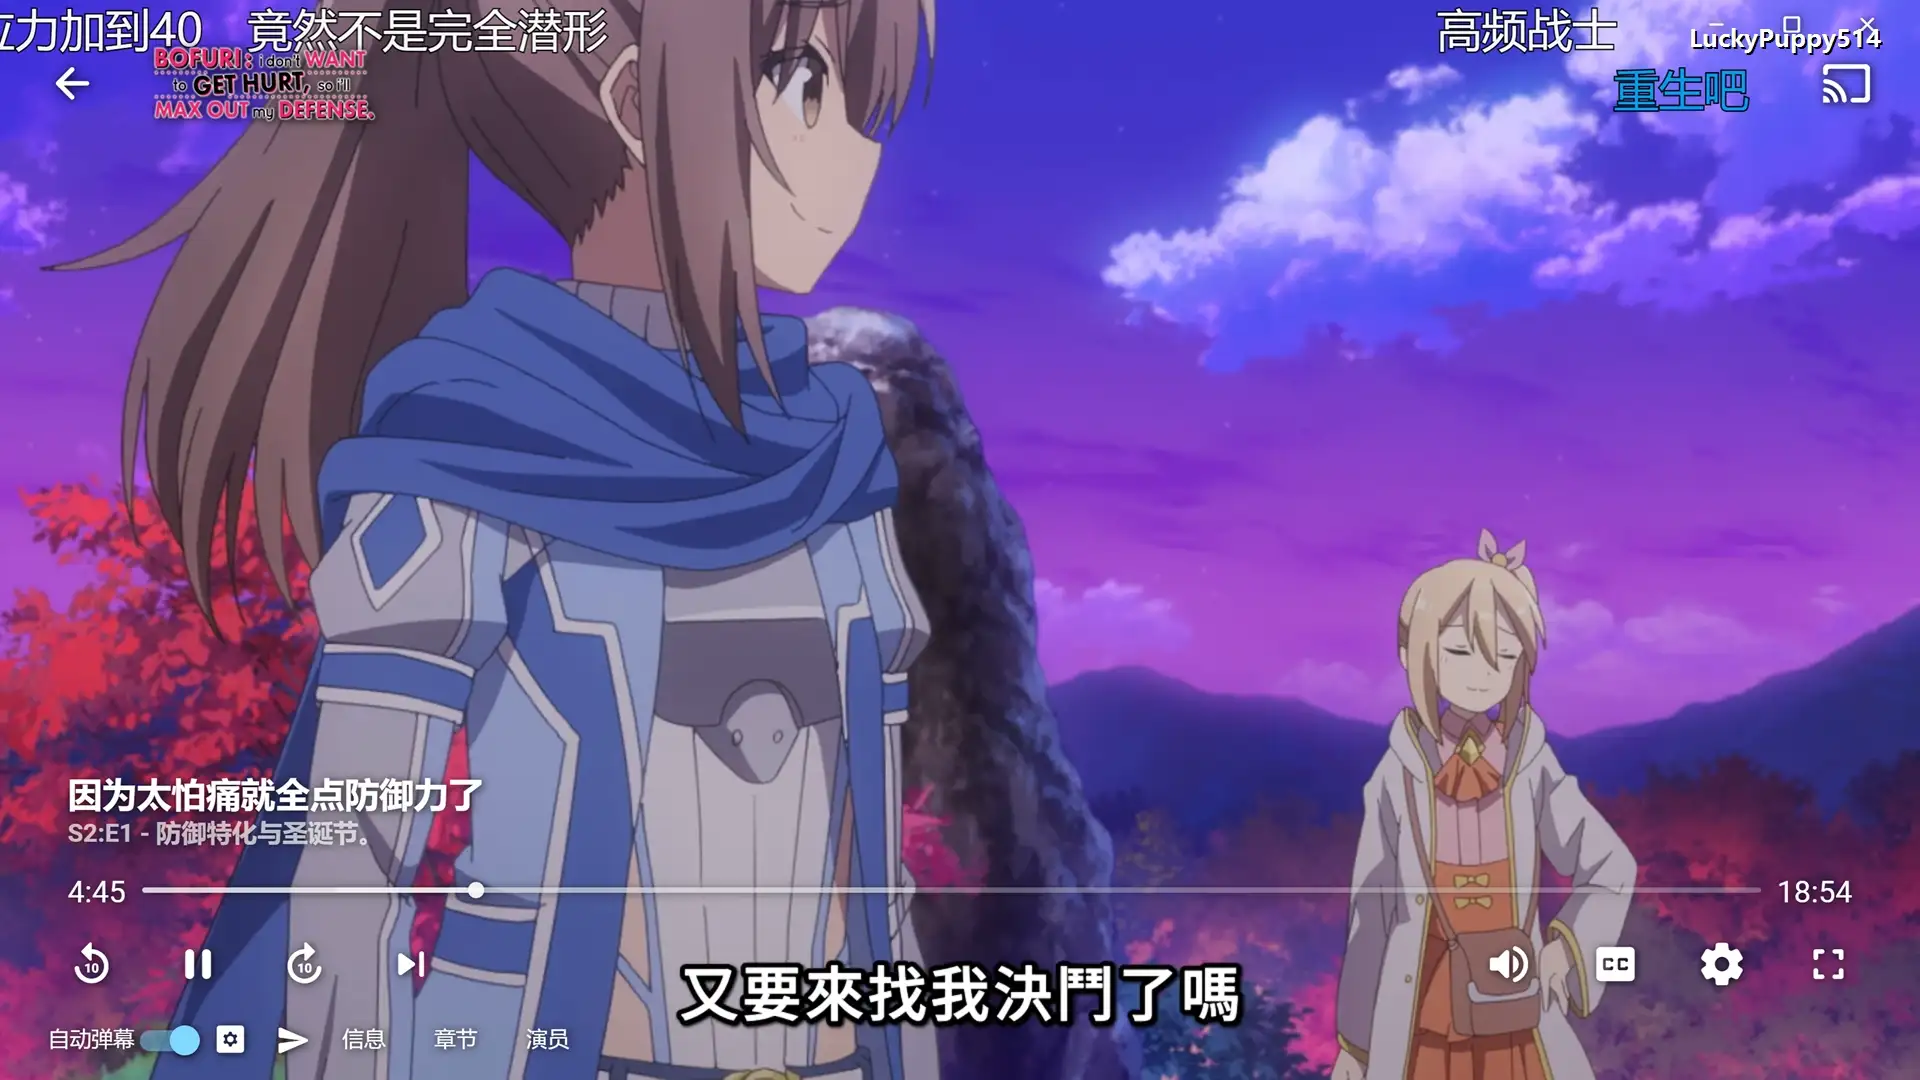 应力加到40 竟然不是完全潜形 高频战士
LuckyPuppy514
BOFURI: i don't WANT
to GET HURT, so i'll
MAX OUT my DEFENSE.
重生吧
因为太怕痛就全点防御力了
S2:E1 - 防御特化与圣诞节。
4:45
18:54
10
10
CC
又要來找我決鬥了嗎
自动弹幕
信息
章节
演员